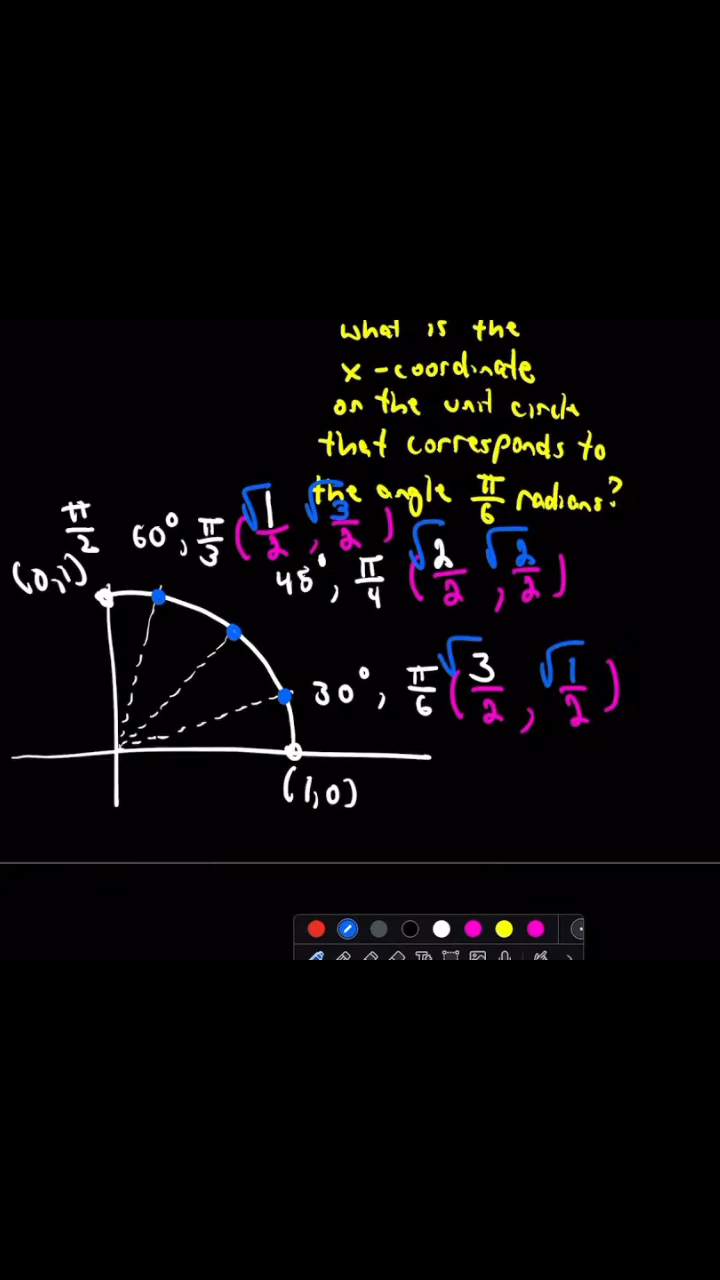 what is the
x-coordinate
on the unit circle
that corresponds to
the angle π/6 radians?
π/2
60°, π/3 (√1/2, √3/2)
45°, π/4 (√2/2, √2/2)
(0,1)
30°, π/6 (√3/2, √1/2)
(1,0)